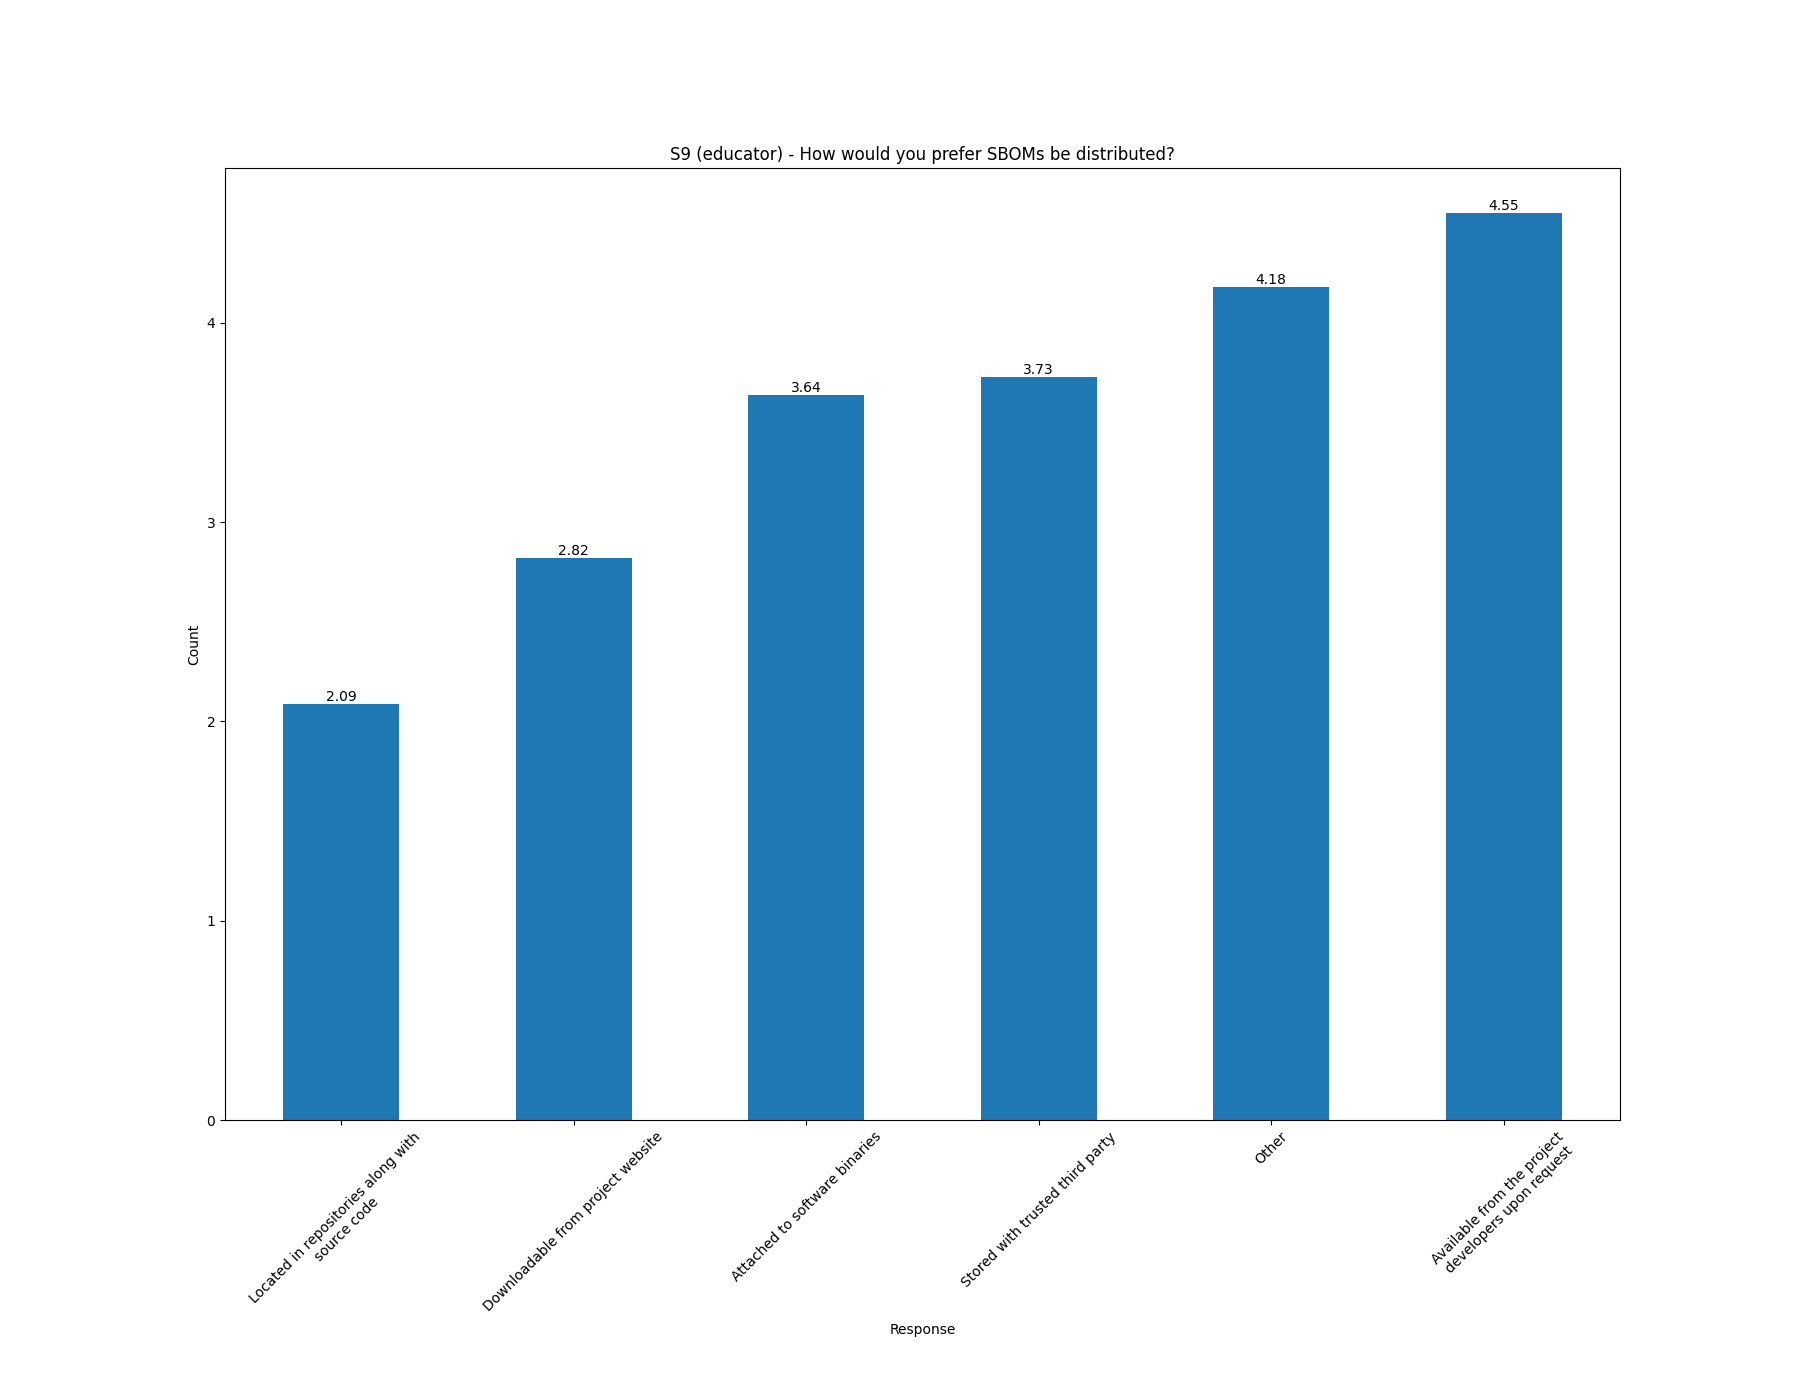 S9 (educator) - How would you prefer SBOMs be distributed?
4.55
4.18
4
3.73
3.64
3
2.82
Count
2.09
2
1
0
Located in repositories along with
source code
Downloadable from project website
Attached to software binaries
Stored with trusted third party
Other
Available from the project
developers upon request
Response